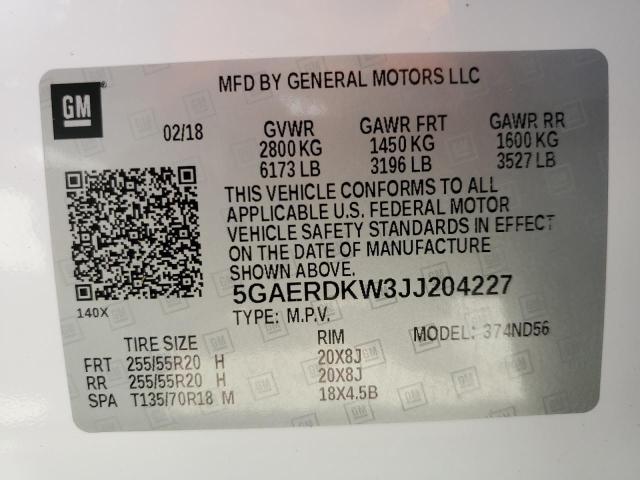 GM
MFD BY GENERAL MOTORS LLC
02/18 GVWR GAWR FRT GAWR RR
2800 KG 1450 KG 1600 KG
6173 LB 3196 LB 3527 LB
THIS VEHICLE CONFORMS TO ALL
APPLICABLE U.S. FEDERAL MOTOR
VEHICLE SAFETY STANDARDS IN EFFECT
ON THE DATE OF MANUFACTURE
SHOWN ABOVE.
140X
5GAERDKW3JJ204227
TYPE: M.P.V.
TIRE SIZE RIM MODEL: 374ND56
FRT 255/55R20 H 20X8J
RR 255/55R20 H 20X8J
SPA T135/70R18 M 18X4.5B